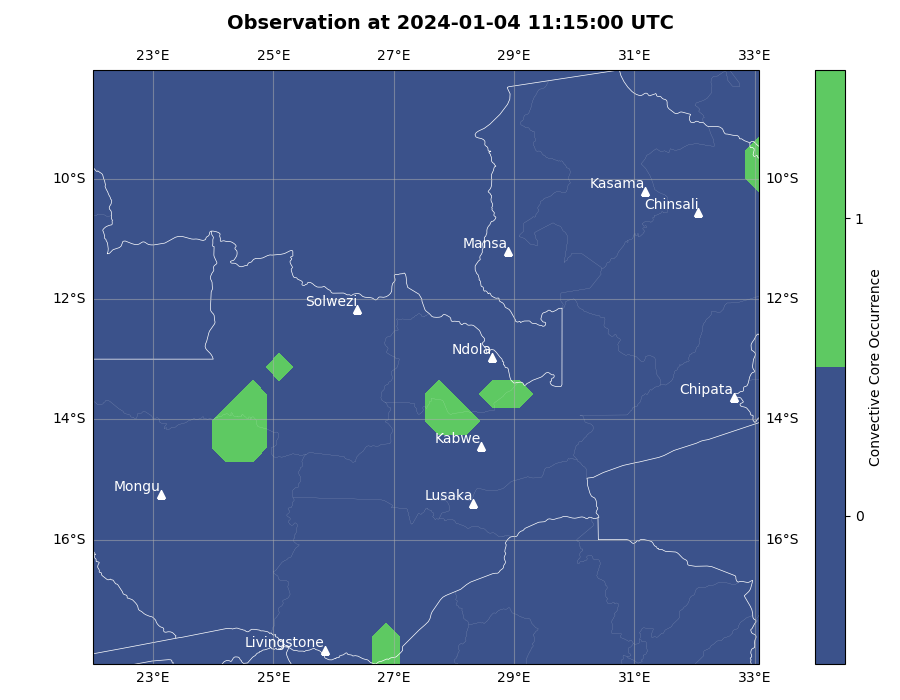 Observation at 2024-01-04 11:15:00 UTC
23°E 25°E 27°E 29°E 31°E 33°E
10°S 10°S
Kasama
Chinsali
Mansa
12°S 12°S
Solwezi
Ndola
Chipata
14°S 14°S
Kabwe
Mongu
Lusaka
16°S 16°S
Livingstone
23°E 25°E 27°E 29°E 31°E 33°E
1
0
Convective Core Occurrence